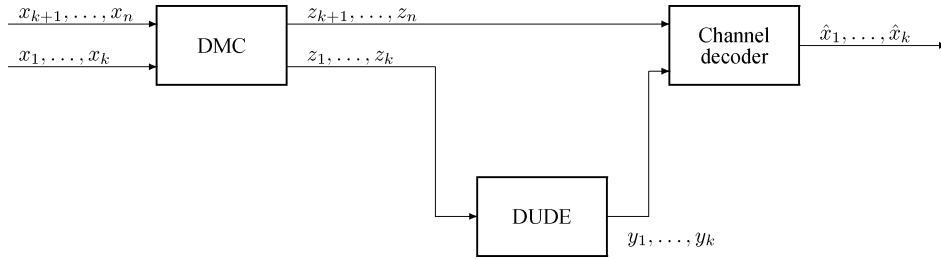 x_{k+1}, . . . , x_n
z_{k+1}, . . . , z_n
DMC
Channel
decoder
x_1, . . . , x_k
z_1, . . . , z_k
x̂_1, . . . , x̂_k
DUDE
y_1, . . . , y_k